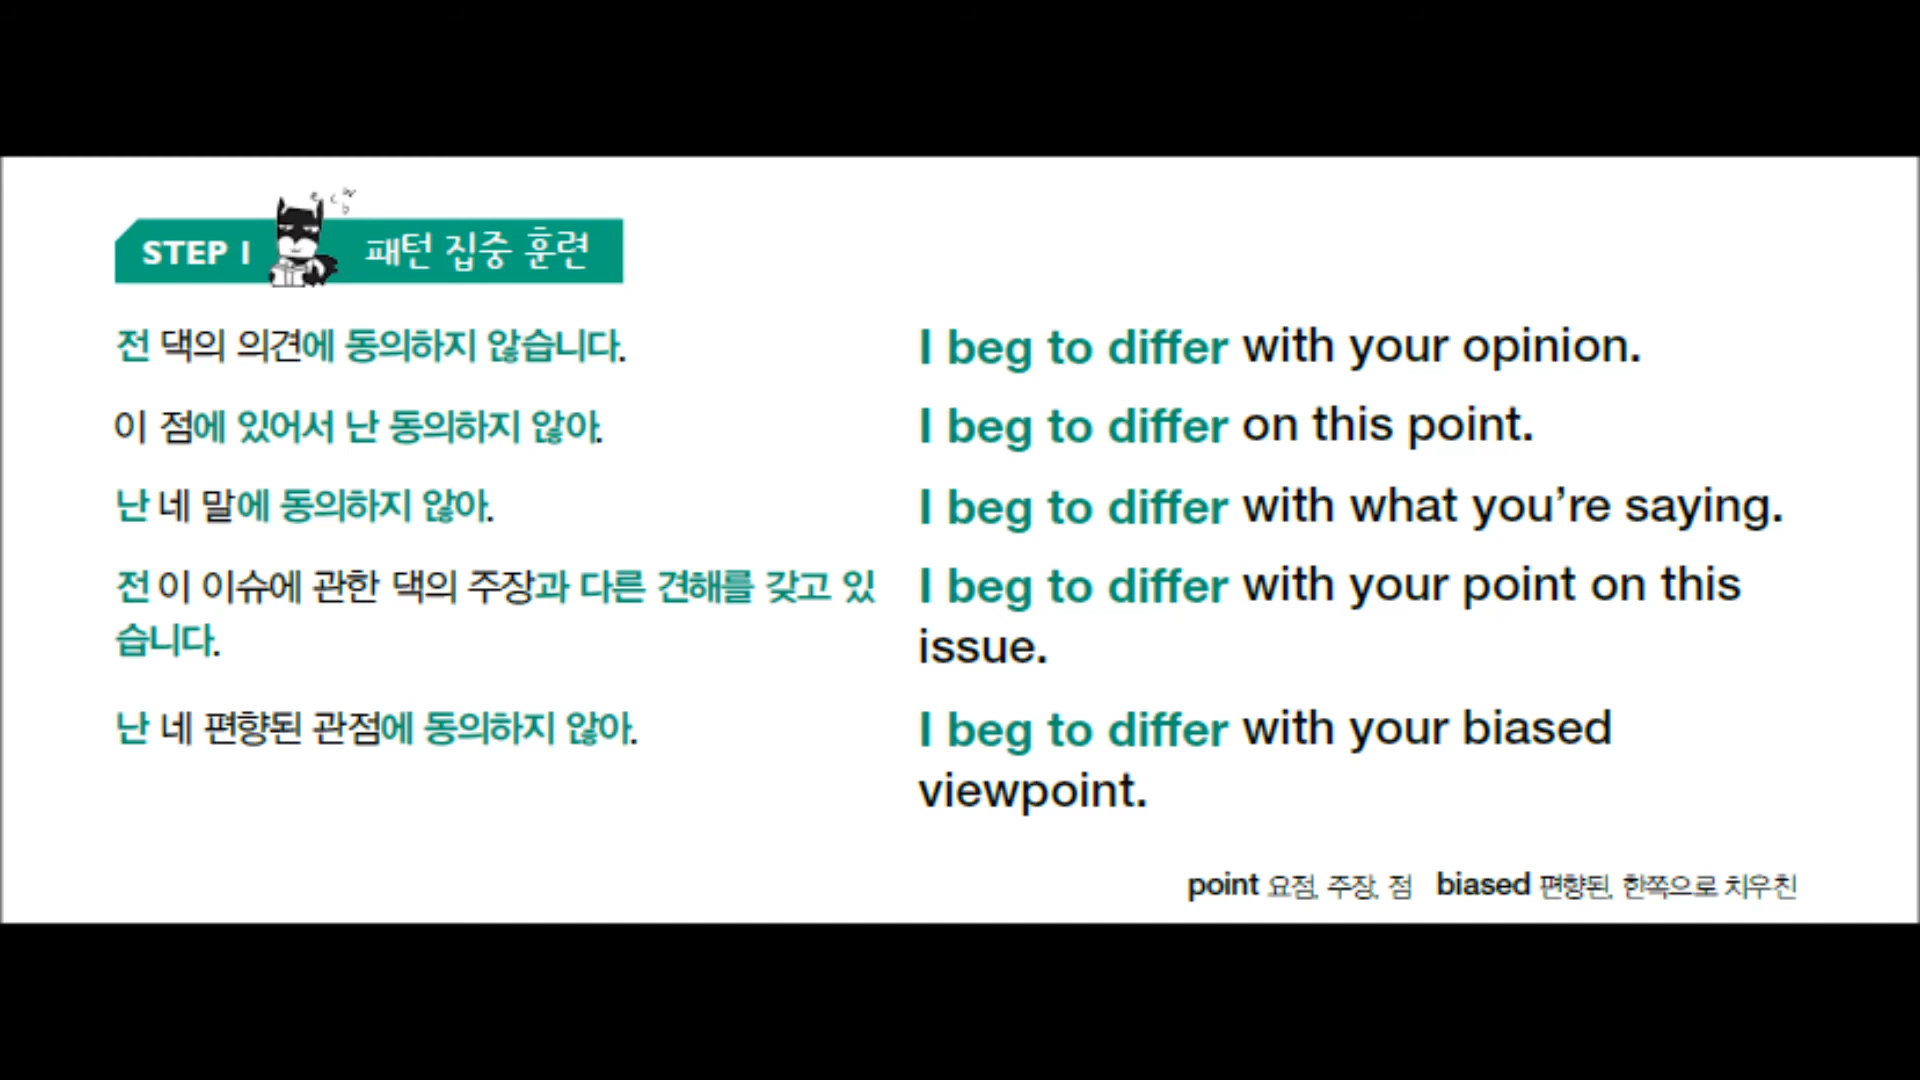 STEP 1 패턴 집중 훈련
전 댁의 의견에 동의하지 않습니다.
I beg to differ with your opinion.
이 점에 있어서 난 동의하지 않아.
I beg to differ on this point.
난 네 말에 동의하지 않아.
I beg to differ with what you're saying.
전 이 이슈에 관한 댁의 주장과 다른 견해를 갖고 있
습니다.
I beg to differ with your point on this
issue.
난 네 편향된 관점에 동의하지 않아.
I beg to differ with your biased
viewpoint.
point 요점, 주장, 점 biased 편향된, 한쪽으로 치우친